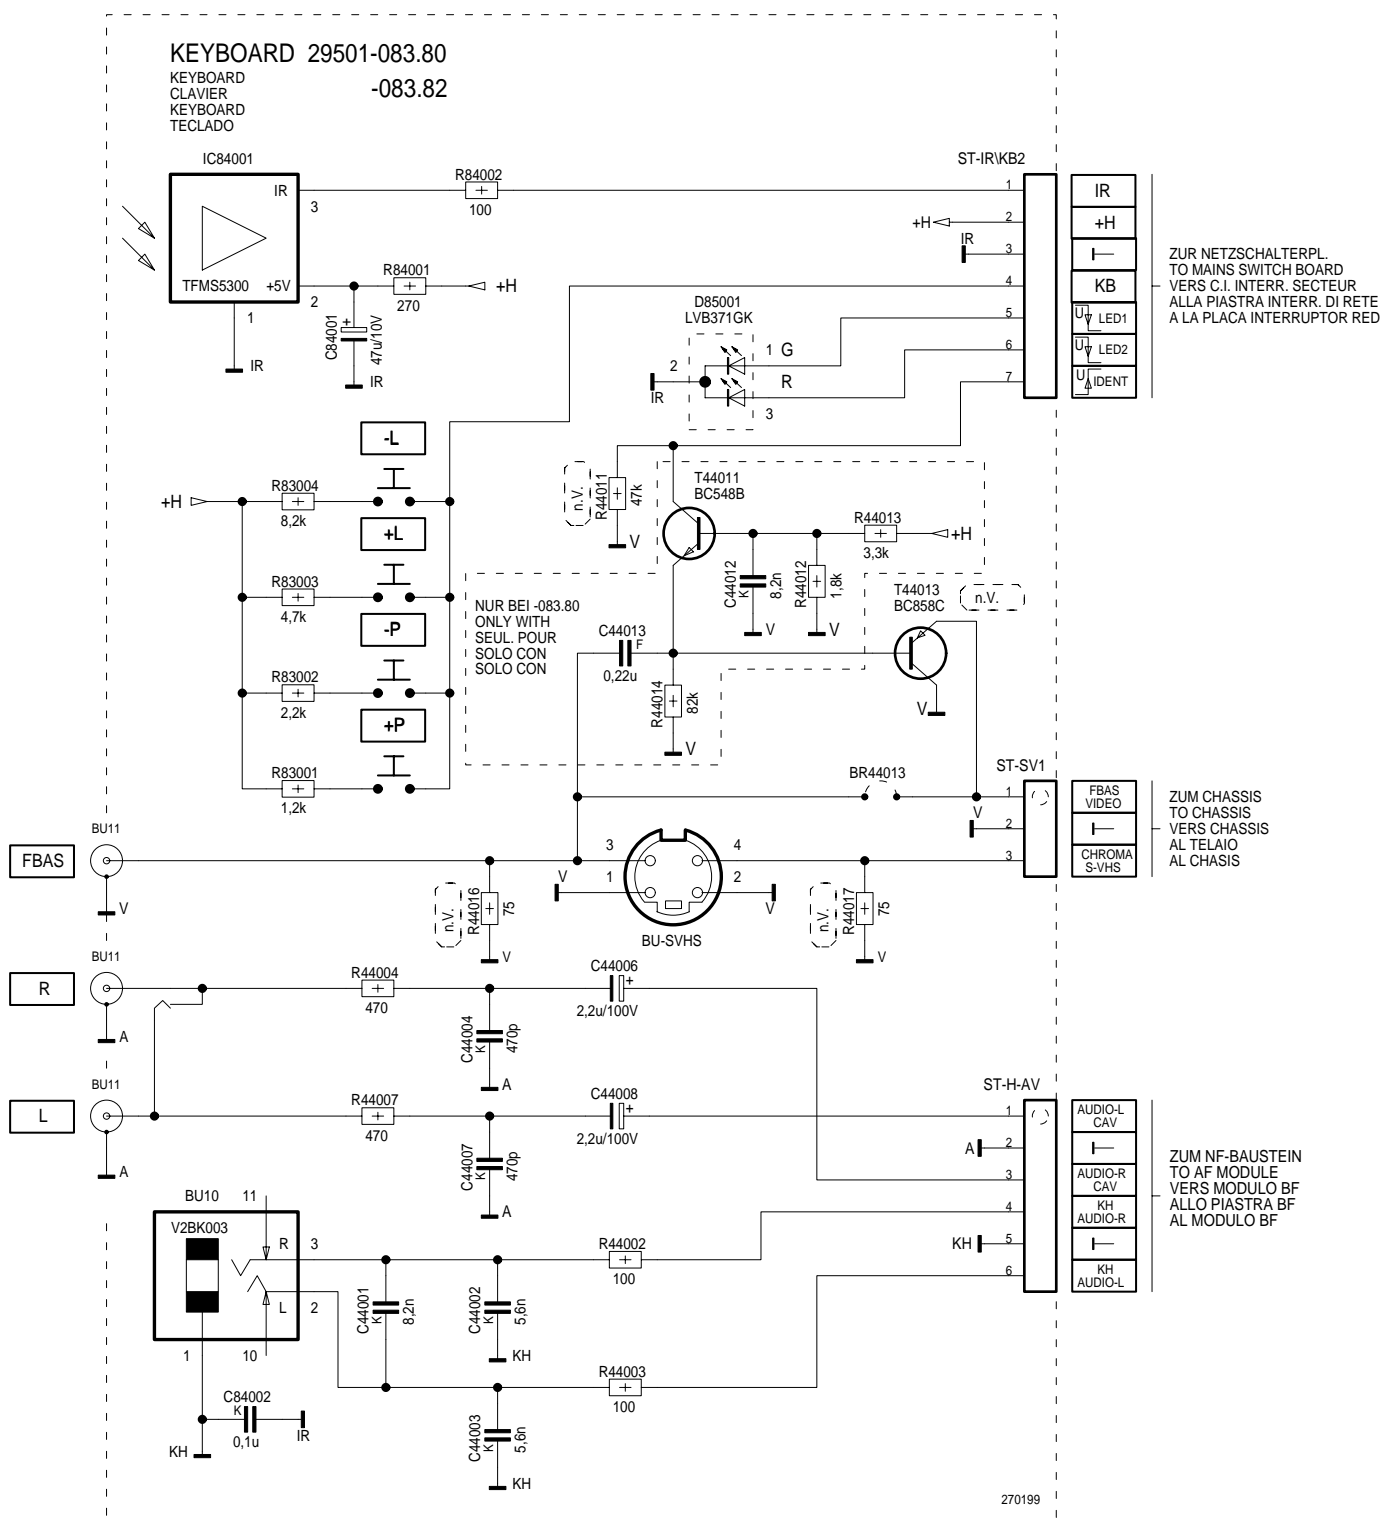 KEYBOARD 29501-083.80
KEYBOARD
CLAVIER
KEYBOARD
TECLADO
-083.82
IC84001
IR
3
TFMS5300
+5V
2
1
IR
R84002
100
R84001
270
+H
C84001
+
47u/10V
IR
ST-IR\KB2
1
IR
+H
2
+H
IR
3
4
KB
5
U
LED1
6
U
LED2
7
U
IDENT
ZUR NETZSCHALTERPL.
TO MAINS SWITCH BOARD
VERS C.I. INTERR. SECTEUR
ALLA PIASTRA INTERR. DI RETE
A LA PLACA INTERRUPTOR RED
D85001
LVB371GK
1 G
2
R
IR
3
-L
+H
R83004
8,2k
+L
R83003
4,7k
-P
R83002
2,2k
+P
R83001
1,2k
n.V.
R44011
47k
V
T44011
BC548B
R44013
3,3k
+H
C44012
K
8,2n
V
R44012
1,8k
V
T44013
BC858C
n.V.
V
NUR BEI -083.80
ONLY WITH
SEUL. POUR
SOLO CON
SOLO CON
C44013
F
0,22u
R44014
82k
V
BR44013
ST-SV1
1
FBAS
VIDEO
V
2
3
CHROMA
S-VHS
ZUM CHASSIS
TO CHASSIS
VERS CHASSIS
AL TELAIO
AL CHASIS
FBAS
BU11
V
n.V.
R44016
75
V
3
4
V
1
2
V
BU-SVHS
n.V.
R44017
75
V
R
BU11
A
R44004
470
C44004
K
470p
A
C44006
+
2,2u/100V
L
BU11
A
R44007
470
C44007
K
470p
A
C44008
+
2,2u/100V
ST-H-AV
1
AUDIO-L
CAV
A
2
3
AUDIO-R
CAV
4
KH
AUDIO-R
KH
5
6
KH
AUDIO-L
ZUM NF-BAUSTEIN
TO AF MODULE
VERS MODULO BF
ALLO PIASTRA BF
AL MODULO BF
BU10
11
V2BK003
R
3
L
2
1
10
C44001
K
8,2n
C44002
K
5,6n
KH
R44002
100
R44003
100
C44003
K
5,6n
KH
C84002
K
0,1u
IR
KH
270199